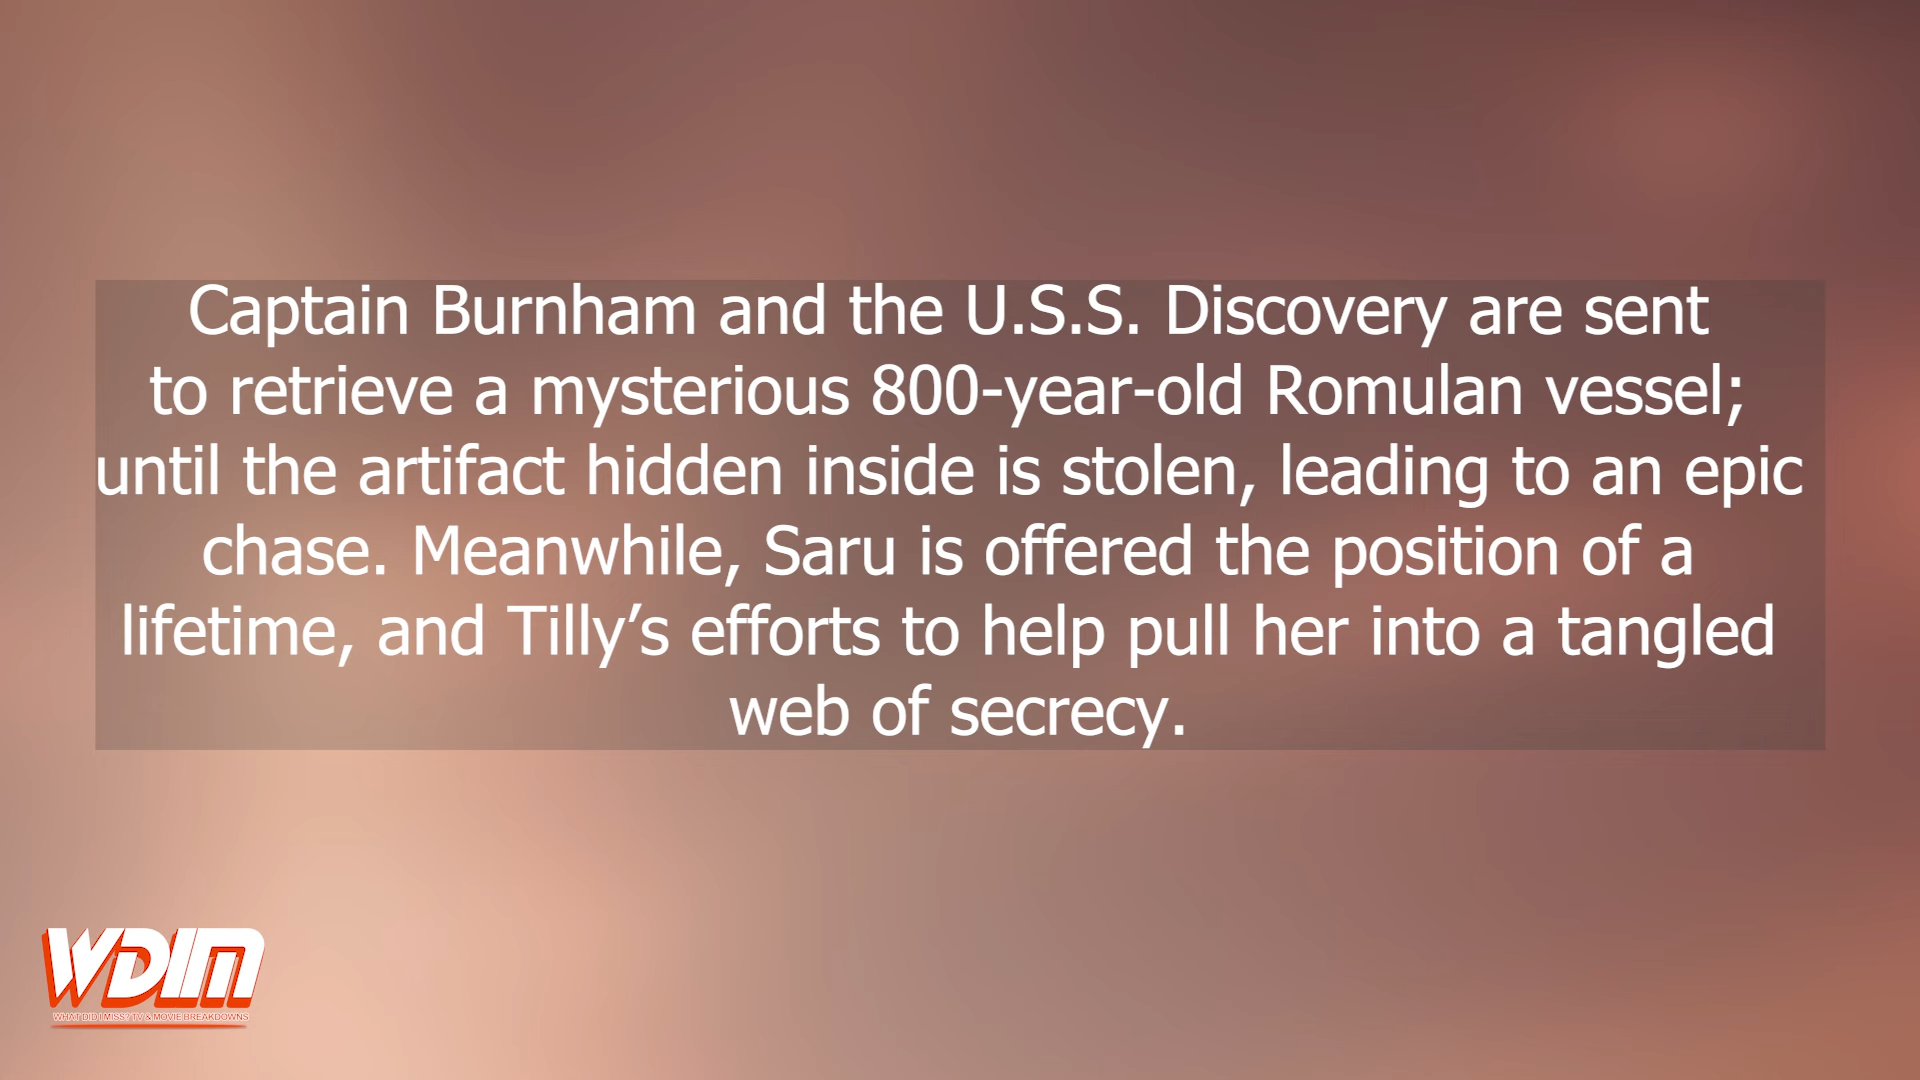 Captain Burnham and the U.S.S. Discovery are sent
to retrieve a mysterious 800-year-old Romulan vessel;
until the artifact hidden inside is stolen, leading to an epic
chase. Meanwhile, Saru is offered the position of a
lifetime, and Tilly’s efforts to help pull her into a tangled
web of secrecy.
WDIM
WHAT DID I MISS? TV & MOVIE BREAKDOWNS